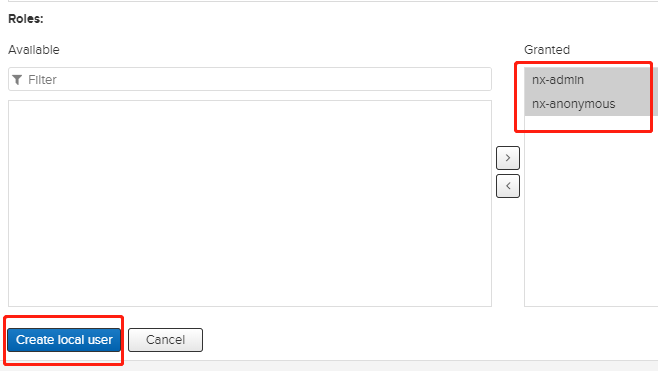 Roles:
Available
Granted
Filter
nx-admin
nx-anonymous
Create local user
Cancel